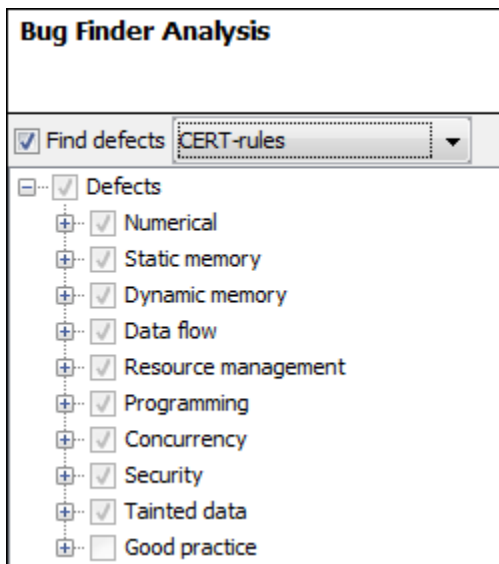 Bug Finder Analysis
Find defects CERT-rules
Defects
Numerical
Static memory
Dynamic memory
Data flow
Resource management
Programming
Concurrency
Security
Tainted data
Good practice